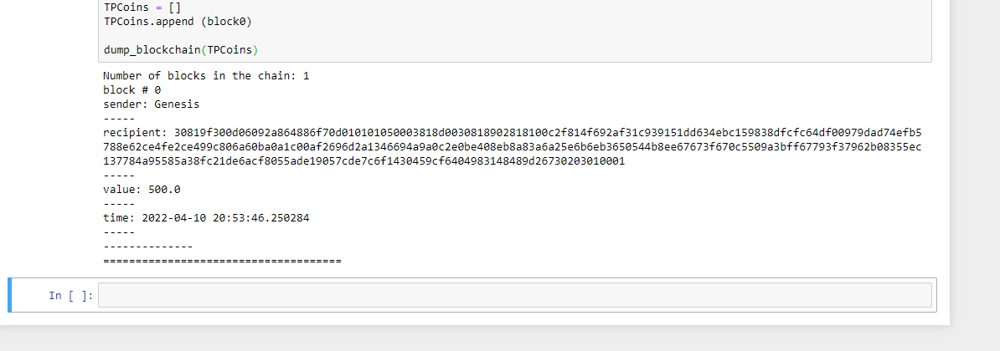 TPCoins = []
TPCoins.append (block0)
dump_blockchain(TPCoins)
Number of blocks in the chain: 1
block # 0
sender: Genesis
-----
recipient: 30819f300d06092a864886f70d010101050003818d0030818902818100c2f814f692af31c939151dd634ebc159838dfcfc64df00979dad74efb5
788e62ce4fe2ce499c806a60ba0a1c00af2696d2a1346694a9a0c2e0be408eb8a83a6a25e6b6eb3650544b8ee67673f670c5509a3bff67793f37962b08355ec
137784a95585a38fc21de6acf8055ade19057cde7c6f1430459cf6404983148489d26730203010001
-----
value: 500.0
-----
time: 2022-04-10 20:53:46.250284
-----
--------------
=====================================
In [ ]: